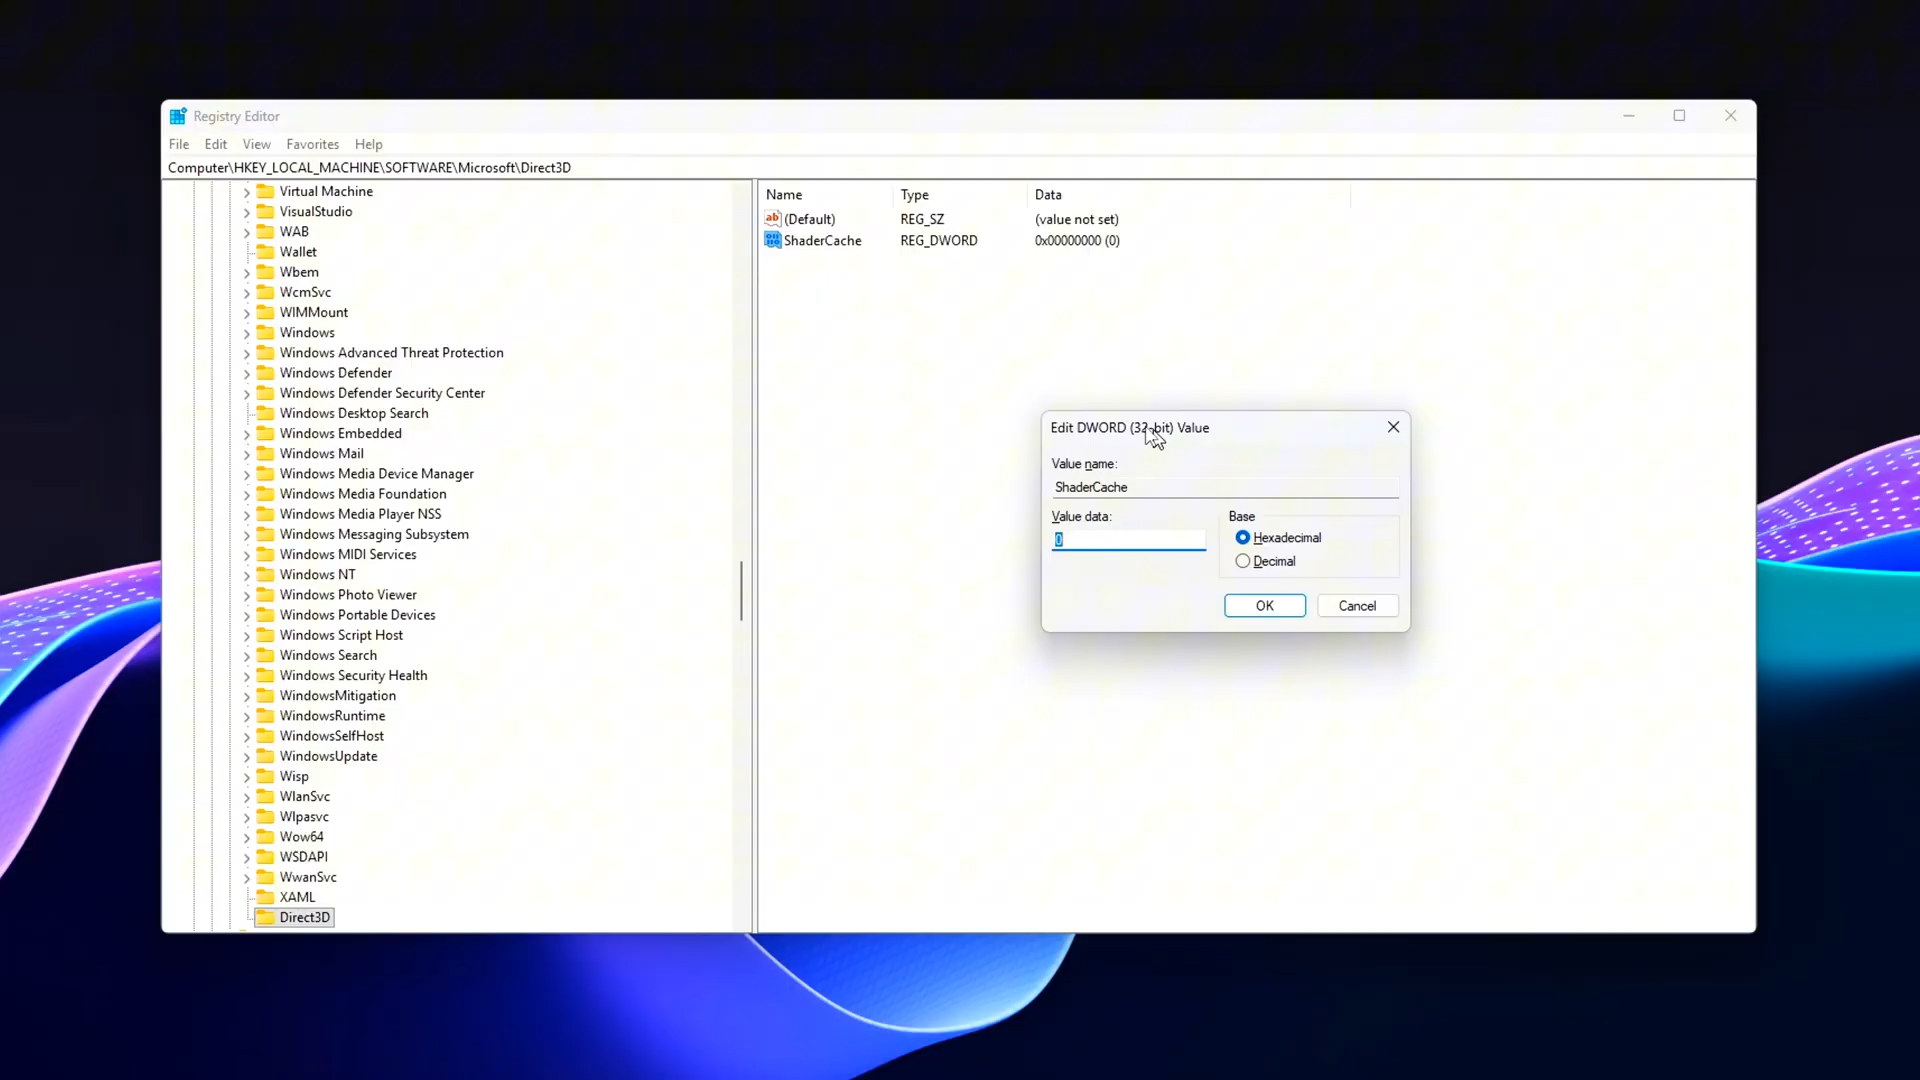 Registry Editor
File Edit View Favorites Help
Computer\HKEY_LOCAL_MACHINE\SOFTWARE\Microsoft\Direct3D
Virtual Machine
VisualStudio
WAB
Wallet
Wbem
WcmSvc
WIMMount
Windows
Windows Advanced Threat Protection
Windows Defender
Windows Defender Security Center
Windows Desktop Search
Windows Embedded
Windows Mail
Windows Media Device Manager
Windows Media Foundation
Windows Media Player NSS
Windows Messaging Subsystem
Windows MIDI Services
Windows NT
Windows Photo Viewer
Windows Portable Devices
Windows Script Host
Windows Search
Windows Security Health
WindowsMitigation
WindowsRuntime
WindowsSelfHost
WindowsUpdate
Wisp
WlanSvc
Wlpasvc
Wow64
WSDAPI
WwanSvc
XAML
Direct3D
Name Type Data
(Default) REG_SZ (value not set)
ShaderCache REG_DWORD 0x00000000 (0)
Edit DWORD (32-bit) Value
Value name:
ShaderCache
Value data:
0
Base
Hexadecimal
Decimal
OK Cancel